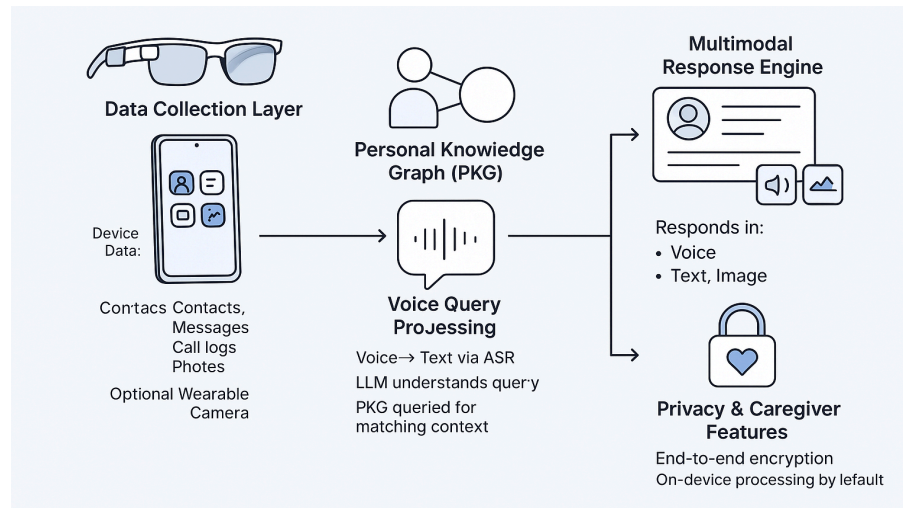 Data Collection Layer
Device
Data:
Con'tacs Contacts,
Messages
Call logs
Photes
Optional Wearable
Camera
Personal Knowledge
Graph (PKG)
Voice Query
ProJessing
Voice→ Text via ASR
LLM understands query
PKG queried for
matching context
Multimodal
Response Engine
Responds in:
• Voice
• Text, Image
Privacy & Caregiver
Features
End-to-end encryption
On-device processing by lefault